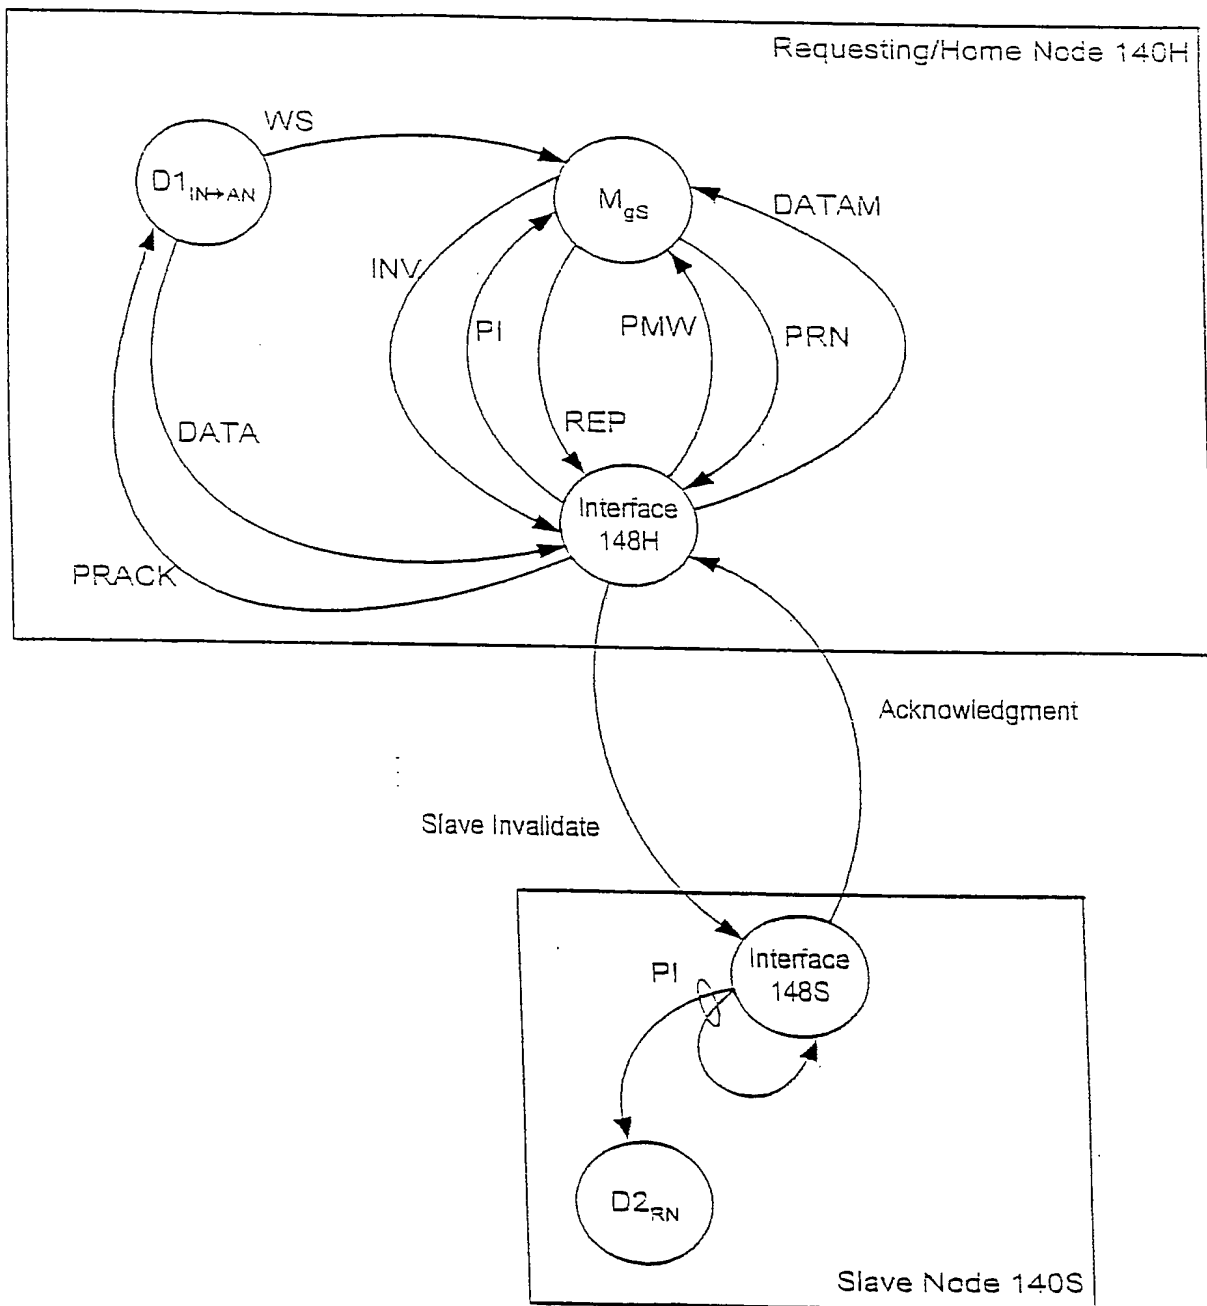 Requesting/Home Node 140H
WS
D1IN→AN
MgS
DATAM
INV
PI
PMW
PRN
REP
DATA
Interface
148H
PRACK
Acknowledgment
Slave Invalidate
Interface
148S
PI
D2RN
Slave Node 140S